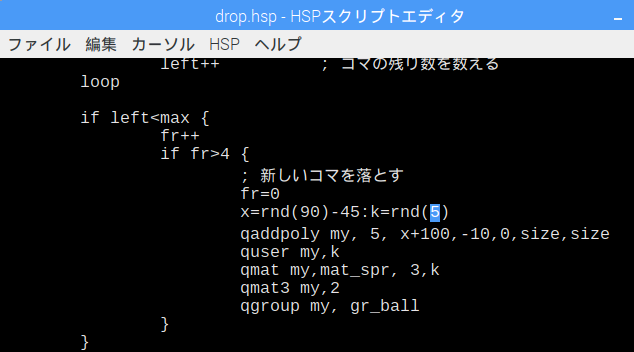 drop.hsp - HSPスクリプトエディタ
ファイル 編集 カーソル HSP ヘルプ
left++ ; コマの残り数を数える
loop
if left<max {
fr++
if fr>4 {
; 新しいコマを落とす
fr=0
x=rnd(90)-45:k=rnd(5)
qaddpoly my, 5, x+100,-10,0,size,size
quser my,k
qmat my,mat_spr, 3,k
qmat3 my,2
qgroup my, gr_ball
}
}